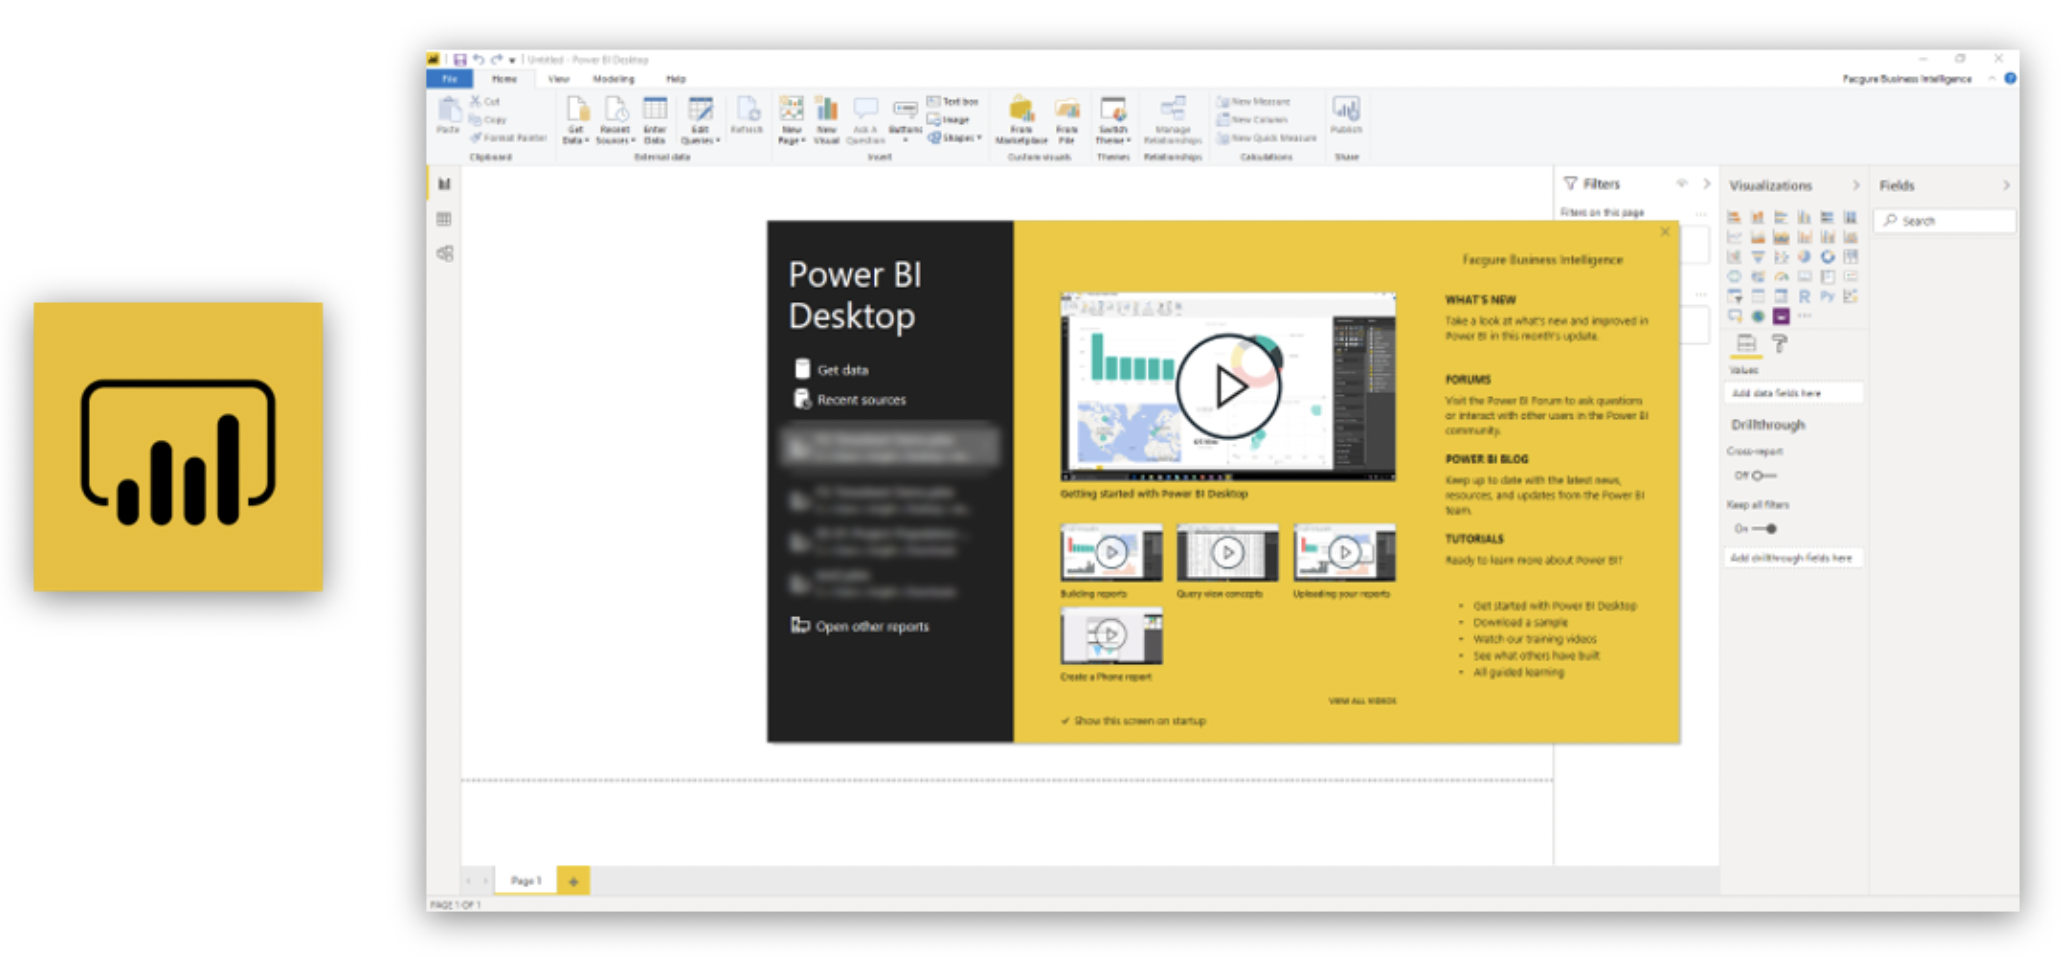 Untitled - Power BI Desktop
File Home View Modeling Help
Facgure Business Intelligence
Paste
Cut
Copy
Format Painter
Clipboard
Get Data
Recent Sources
Enter Data
Edit Queries
Refresh
External data
New Page
New Visual
Ask A Question
Buttons
Text box
Image
Shapes
Insert
From Marketplace
From File
Custom visuals
Switch Theme
Themes
Manage Relationships
Relationships
New Measure
New Column
New Quick Measure
Calculations
Publish
Share
Filters
Filters on this page
Visualizations
R Py
Values
Add data fields here
Drillthrough
Cross-report
Off
Keep all filters
On
Add drillthrough fields here
Fields
Search
Power BI
Desktop
Get data
Recent sources
Open other reports
Getting started with Power BI Desktop
Building reports
Query view concepts
Uploading your reports
Create a Phone report
VIEW ALL VIDEOS
Show this screen on startup
Facgure Business Intelligence
WHAT'S NEW
Take a look at what's new and improved in
Power BI in this month's update.
FORUMS
Visit the Power BI Forum to ask questions
or interact with other users in the Power BI
community.
POWER BI BLOG
Keep up to date with the latest news,
resources, and updates from the Power BI
team.
TUTORIALS
Ready to learn more about Power BI?
• Get started with Power BI Desktop
• Download a sample
• Watch our training videos
• See what others have built
• All guided learning
Page 1
PAGE 1 OF 1